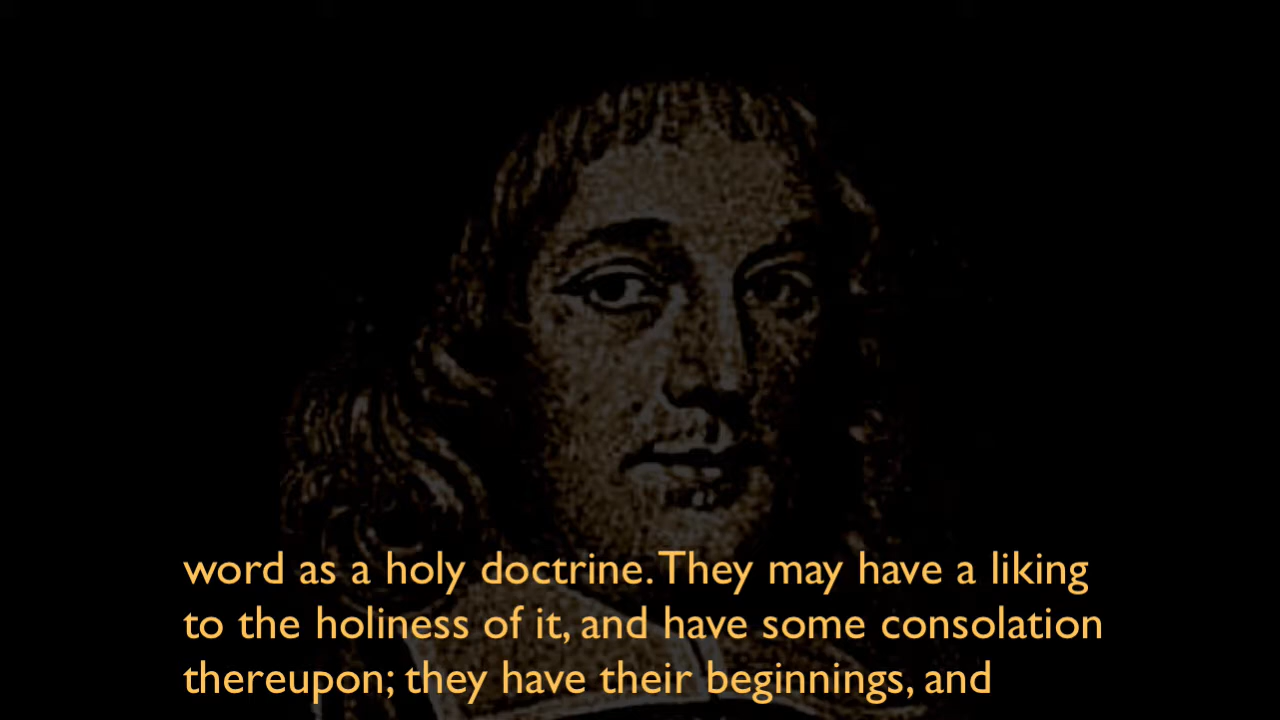 word as a holy doctrine. They may have a liking
to the holiness of it, and have some consolation
thereupon; they have their beginnings, and